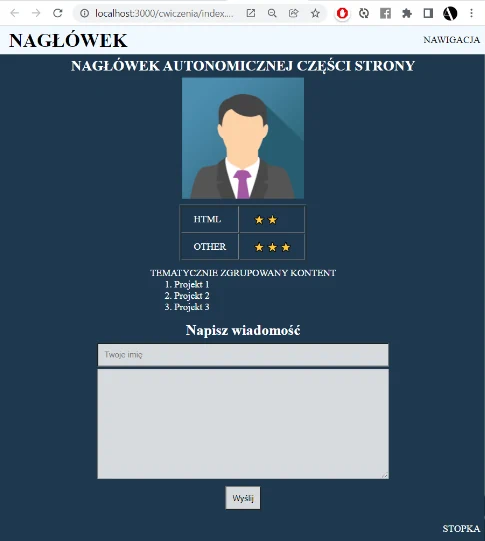 localhost:3000/cwiczenia/index....
NAGŁÓWEK
NAWIGACJA
NAGŁÓWEK AUTONOMICZNEJ CZĘŚCI STRONY
HTML
OTHER
TEMATYCZNIE ZGRUPOWANY KONTENT
1. Projekt 1
2. Projekt 2
3. Projekt 3
Napisz wiadomość
Twoje imię
Wyślij
STOPKA